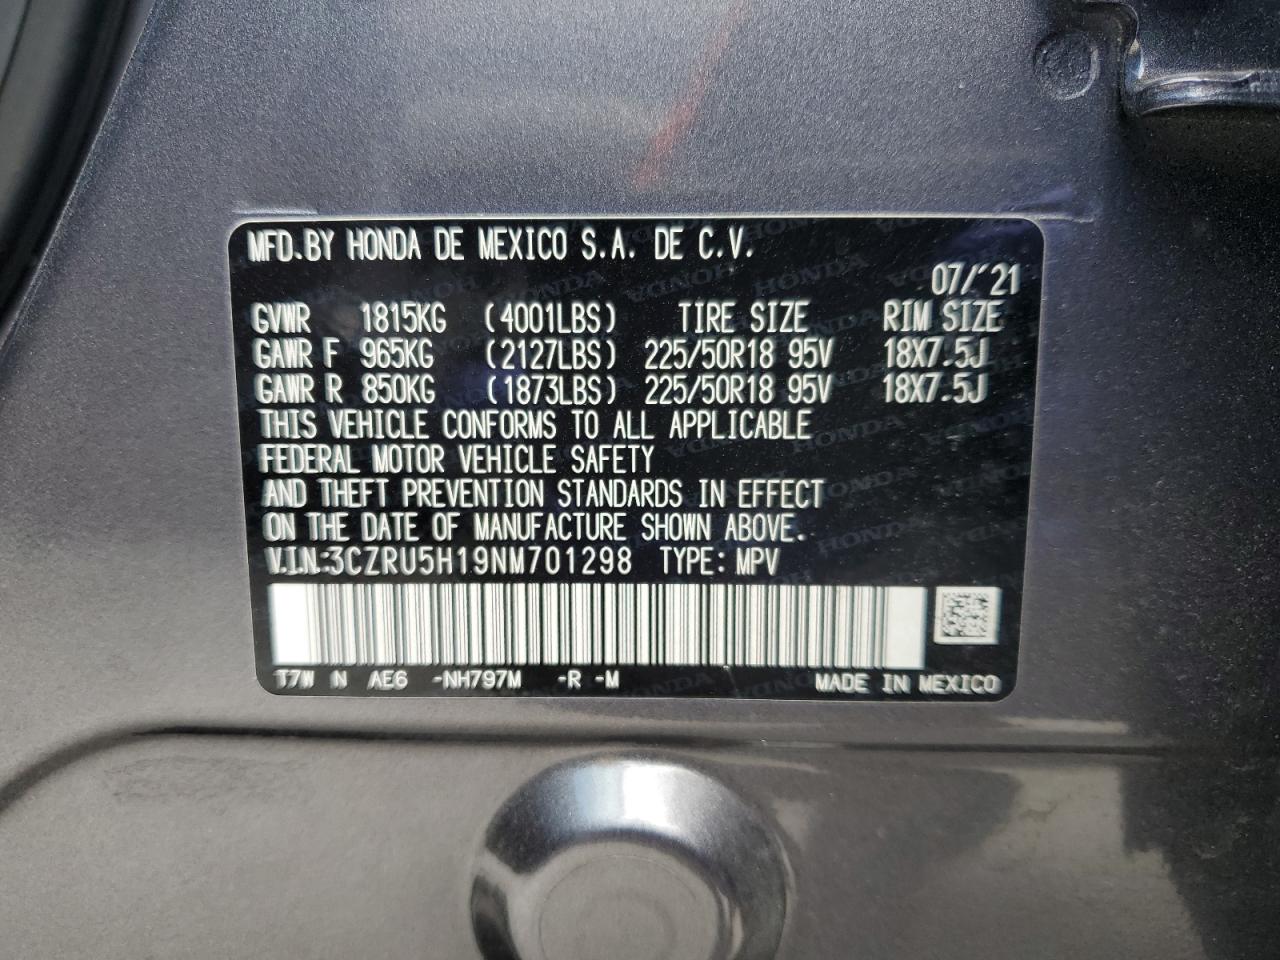 MFD.BY HONDA DE MEXICO S.A. DE C.V.
07/'21
GVWR 1815KG (4001LBS) TIRE SIZE RIM SIZE
GAWR F 965KG (2127LBS) 225/50R18 95V 18X7.5J
GAWR R 850KG (1873LBS) 225/50R18 95V 18X7.5J
THIS VEHICLE CONFORMS TO ALL APPLICABLE
FEDERAL MOTOR VEHICLE SAFETY
AND THEFT PREVENTION STANDARDS IN EFFECT
ON THE DATE OF MANUFACTURE SHOWN ABOVE.
V.I.N:3CZRU5H19NM701298 TYPE: MPV
T7W N AE6 -NH797M -R -M MADE IN MEXICO